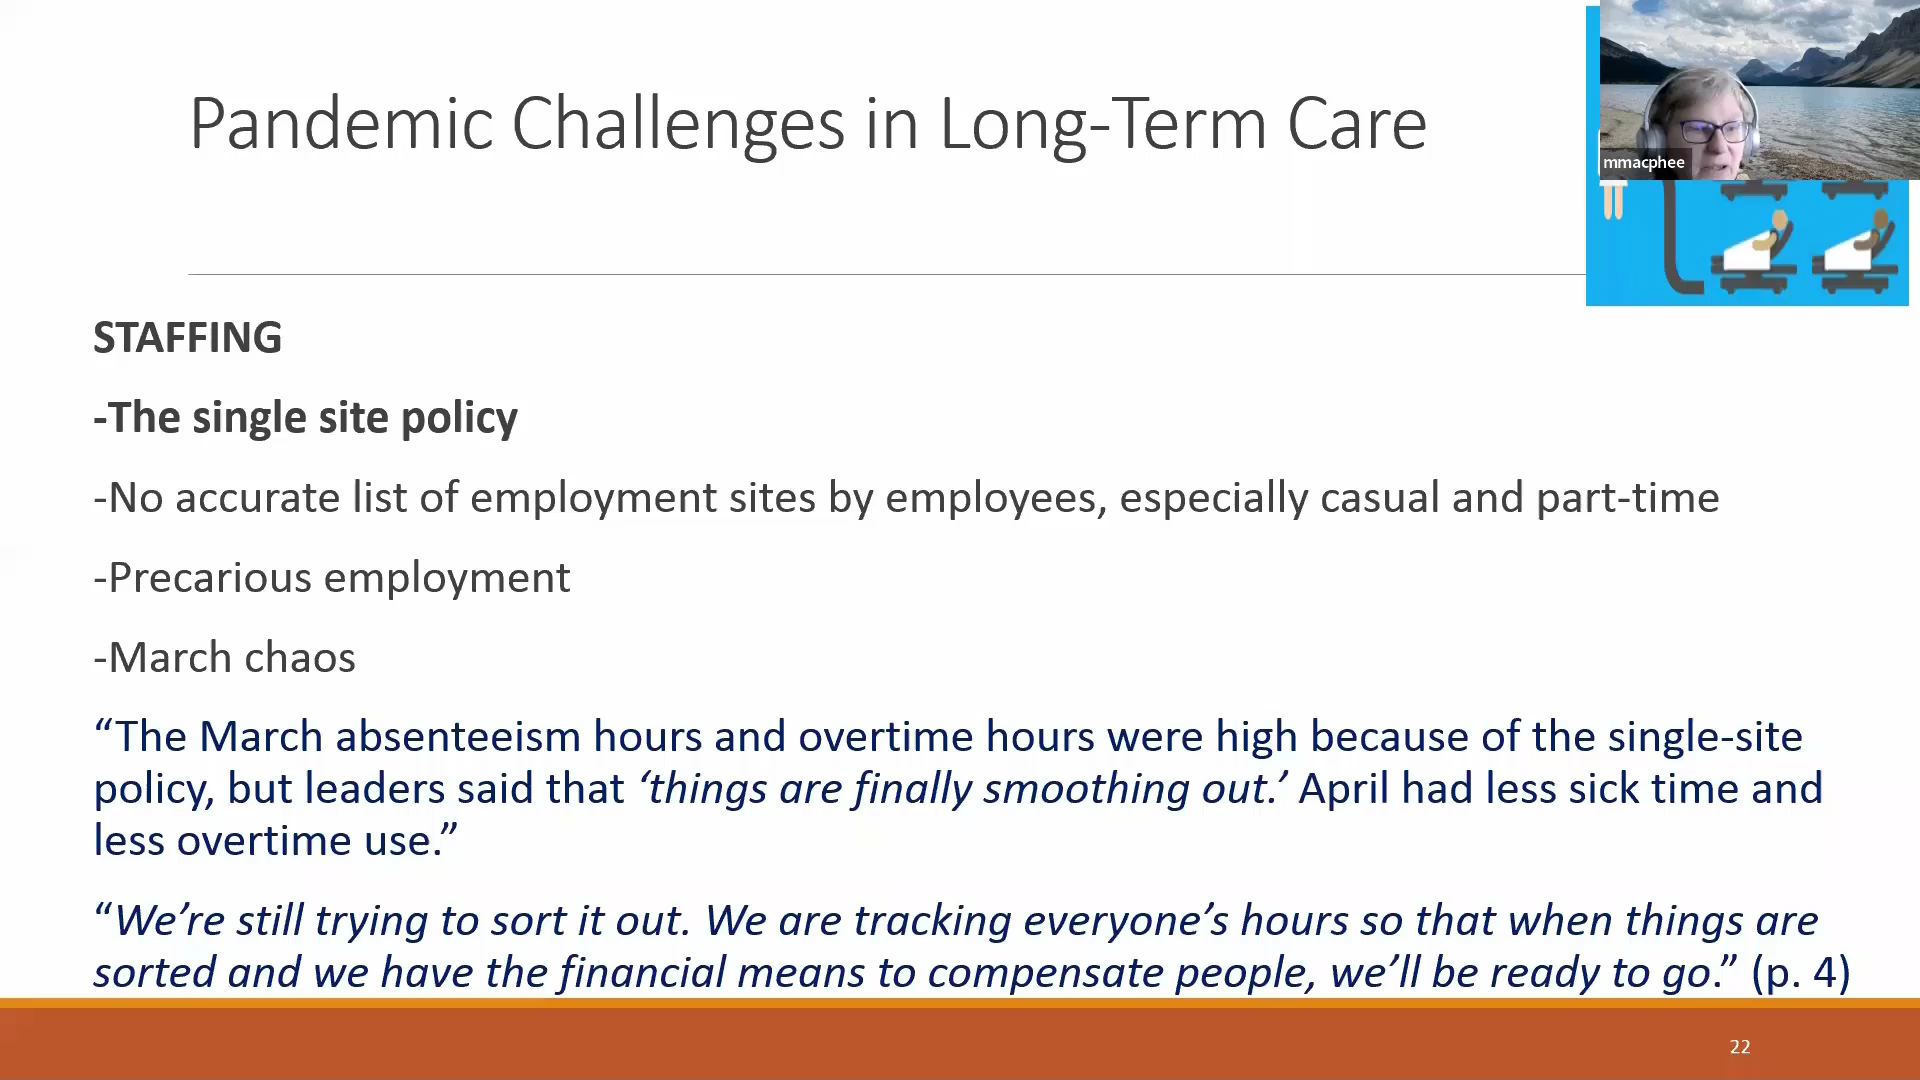 Pandemic Challenges in Long-Term Care
mmacphee
STAFFING
-The single site policy
-No accurate list of employment sites by employees, especially casual and part-time
-Precarious employment
-March chaos
“The March absenteeism hours and overtime hours were high because of the single-site
policy, but leaders said that ‘things are finally smoothing out.’ April had less sick time and
less overtime use.”
“We’re still trying to sort it out. We are tracking everyone’s hours so that when things are
sorted and we have the financial means to compensate people, we’ll be ready to go.” (p. 4)
22